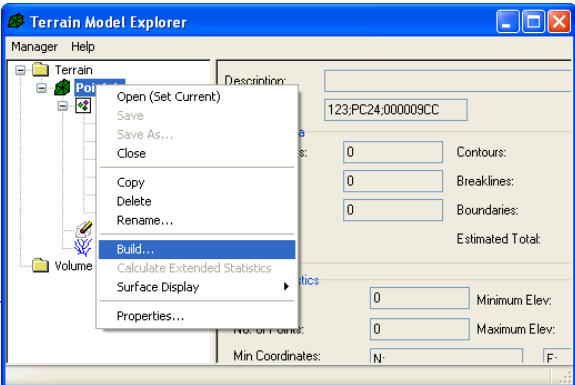 Terrain Model Explorer
Manager Help
Terrain
Description:
Open (Set Current)
Save
123;PC24;000009CC
Save As...
Close
0 Contours:
Copy
0 Breaklines:
Delete
Rename...
0 Boundaries:
Build...
Estimated Total:
Volume
Calculate Extended Statistics
Surface Display
0 Minimum Elev:
Properties...
No. of Points: 0 Maximum Elev:
Min Coordinates: N: E: